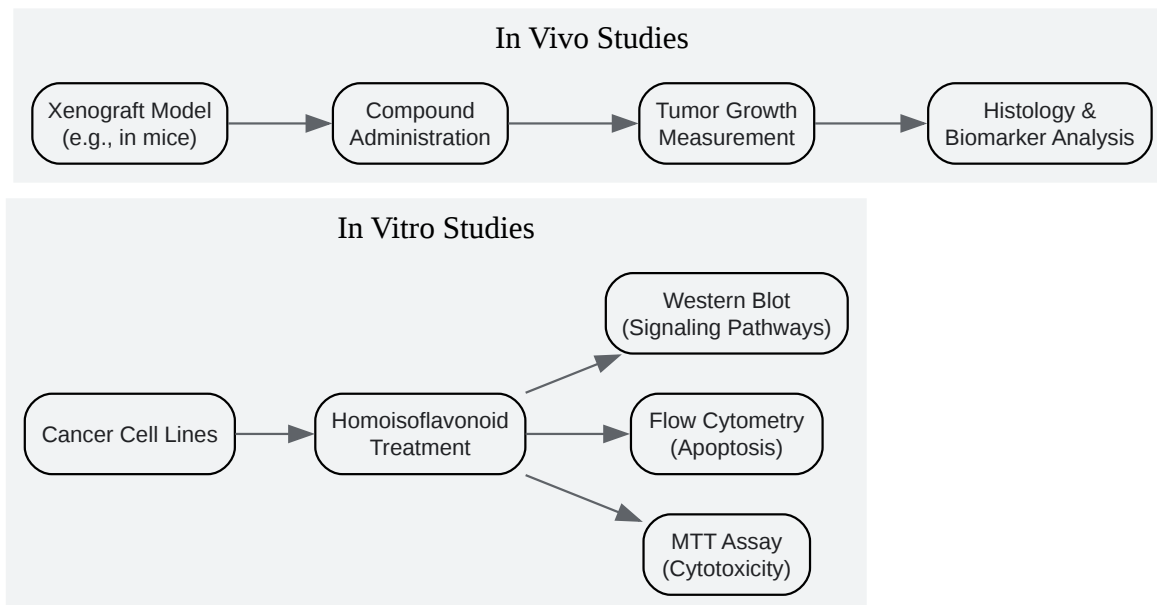 In Vivo Studies
Xenograft Model
(e.g., in mice)
Compound
Administration
Tumor Growth
Measurement
Histology &
Biomarker Analysis
In Vitro Studies
Western Blot
(Signaling Pathways)
Cancer Cell Lines
Homoisoflavonoid
Treatment
Flow Cytometry
(Apoptosis)
MTT Assay
(Cytotoxicity)